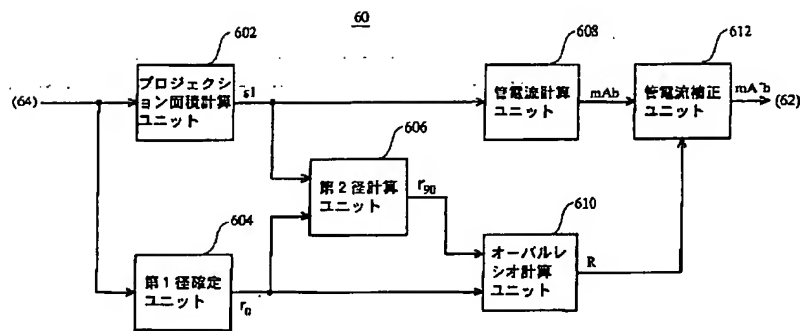 60
602
608
612
プロジェクシ
ョン面積計算
ユニット
s1
管電流計算
ユニット
mAb
管電流補正
ユニット
mA~b
(64)
(62)
606
第2径計算
ユニット
r90
604
第1径確定
ユニット
r0
610
オーバルレ
シオ計算
ユニット
R